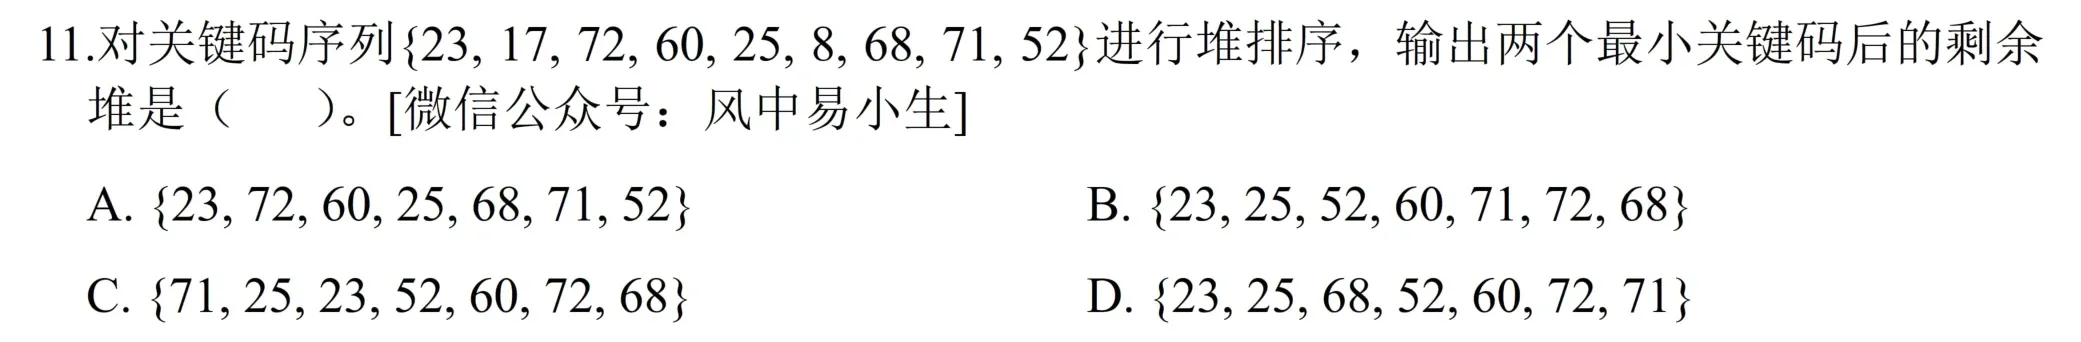 11.对关键码序列{23, 17, 72, 60, 25, 8, 68, 71, 52}进行堆排序，输出两个最小关键码后的剩余
堆是（　　）。[微信公众号：风中易小生]
A. {23, 72, 60, 25, 68, 71, 52}　　B. {23, 25, 52, 60, 71, 72, 68}
C. {71, 25, 23, 52, 60, 72, 68}　　D. {23, 25, 68, 52, 60, 72, 71}